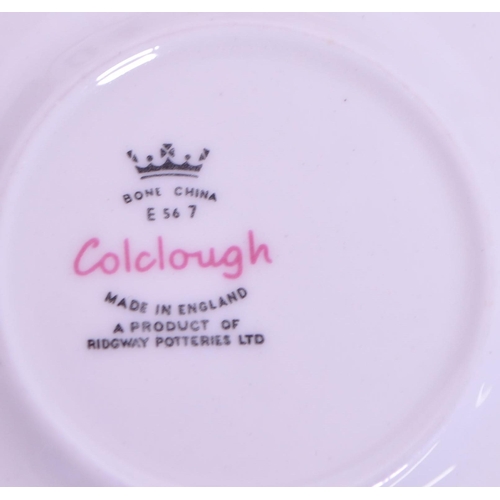 BONE CHINA
E 56 7
Colclough
MADE IN ENGLAND
A PRODUCT OF
RIDGWAY POTTERIES LTD